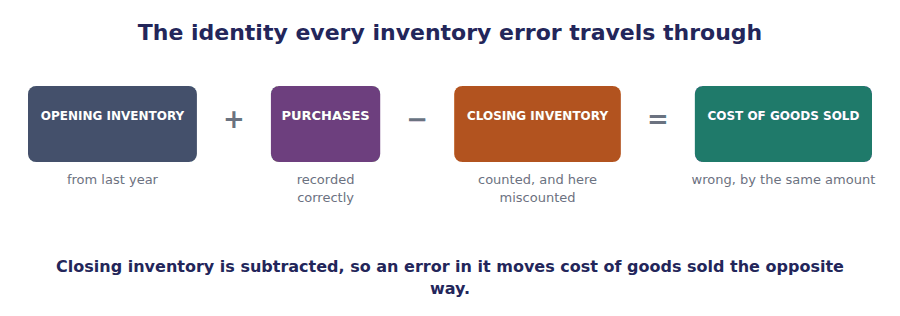 The identity every inventory error travels through
OPENING INVENTORY + PURCHASES − CLOSING INVENTORY = COST OF GOODS SOLD
from last year
recorded
correctly
counted, and here
miscounted
wrong, by the same amount
Closing inventory is subtracted, so an error in it moves cost of goods sold the opposite
way.